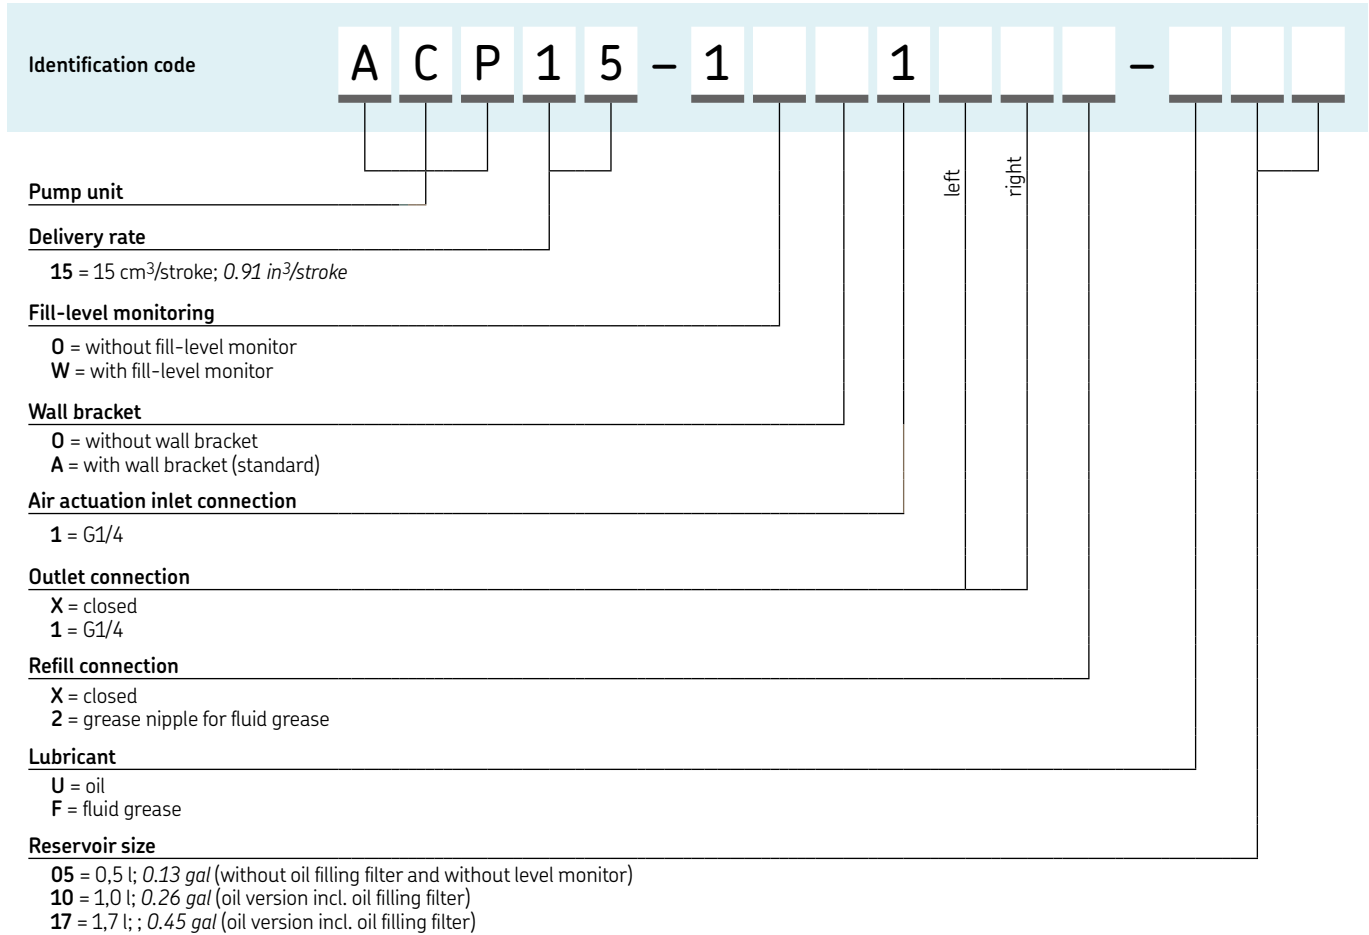 Identification code A C P 1 5 – 1 1 –
left
right
Pump unit
Delivery rate
15 = 15 cm³/stroke; 0.91 in³/stroke
Fill-level monitoring
0 = without fill-level monitor
W = with fill-level monitor
Wall bracket
0 = without wall bracket
A = with wall bracket (standard)
Air actuation inlet connection
1 = G1/4
Outlet connection
X = closed
1 = G1/4
Refill connection
X = closed
2 = grease nipple for fluid grease
Lubricant
U = oil
F = fluid grease
Reservoir size
05 = 0,5 l; 0.13 gal (without oil filling filter and without level monitor)
10 = 1,0 l; 0.26 gal (oil version incl. oil filling filter)
17 = 1,7 l; ; 0.45 gal (oil version incl. oil filling filter)